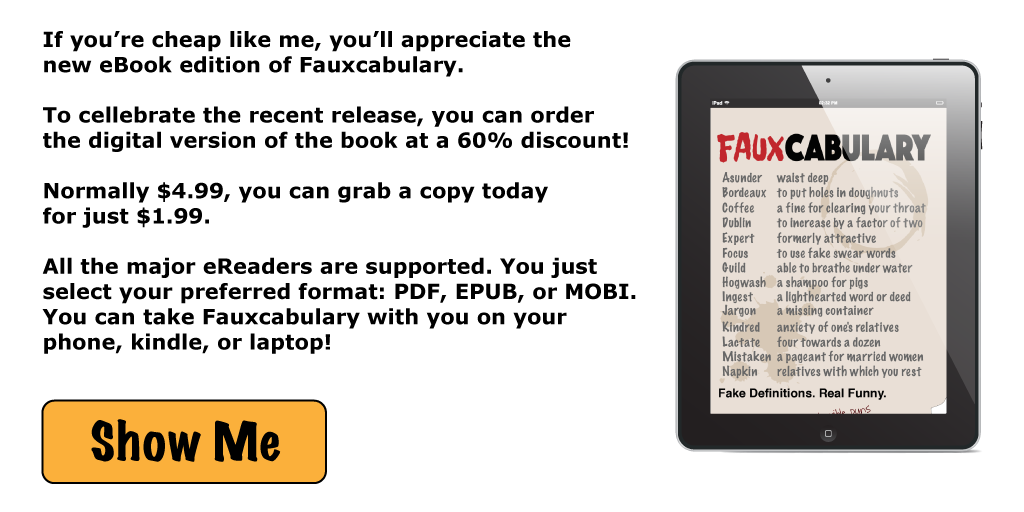 If you’re cheap like me, you’ll appreciate the
new eBook edition of Fauxcabulary.
To cellebrate the recent release, you can order
the digital version of the book at a 60% discount!
Normally $4.99, you can grab a copy today
for just $1.99.
All the major eReaders are supported. You just
select your preferred format: PDF, EPUB, or MOBI.
You can take Fauxcabulary with you on your
phone, kindle, or laptop!
Show Me
iPad
FAUXCABULARY
Asunder waist deep
Bordeaux to put holes in doughnuts
Coffee a fine for clearing your throat
Dublin to increase by a factor of two
Expert formerly attractive
Focus to use fake swear words
Guild able to breathe under water
Hogwash a shampoo for pigs
Ingest a lighthearted word or deed
Jargon a missing container
Kindred anxiety of one's relatives
Lactate four towards a dozen
Mistaken a pageant for married women
Napkin relatives with which you rest
Fake Definitions. Real Funny.
puns